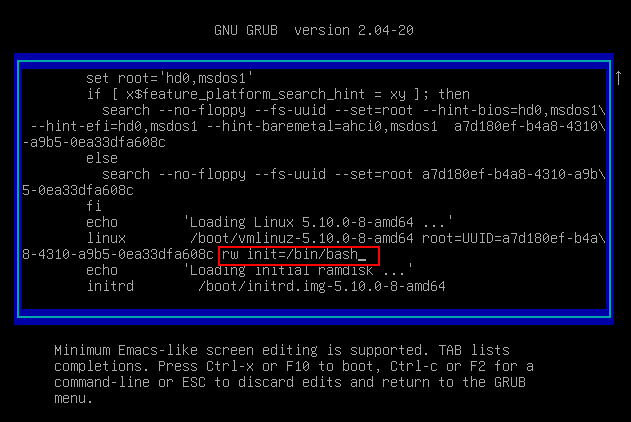 GNU GRUB  version 2.04-20
set root='hd0,msdos1'
if [ x$feature_platform_search_hint = xy ]; then
search --no-floppy --fs-uuid --set=root --hint-bios=hd0,msdos1\
--hint-efi=hd0,msdos1 --hint-baremetal=ahci0,msdos1  a7d180ef-b4a8-4310\
-a9b5-0ea33dfa608c
else
search --no-floppy --fs-uuid --set=root a7d180ef-b4a8-4310-a9b\
5-0ea33dfa608c
fi
echo        'Loading Linux 5.10.0-8-amd64 ...'
linux        /boot/vmlinuz-5.10.0-8-amd64 root=UUID=a7d180ef-b4a\
8-4310-a9b5-0ea33dfa608c rw init=/bin/bash_
echo        'Loading initial ramdisk ...'
initrd        /boot/initrd.img-5.10.0-8-amd64
Minimum Emacs-like screen editing is supported. TAB lists
completions. Press Ctrl-x or F10 to boot, Ctrl-c or F2 for a
command-line or ESC to discard edits and return to the GRUB
menu.